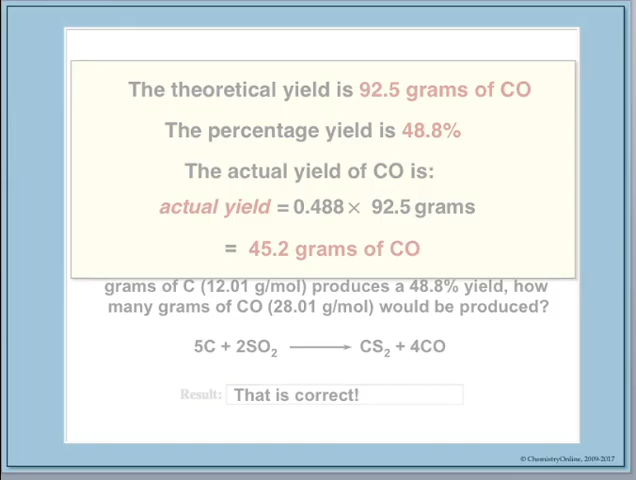 The theoretical yield is 92.5 grams of CO
The percentage yield is 48.8%
The actual yield of CO is:
actual yield = 0.488 × 92.5 grams
= 45.2 grams of CO
grams of C (12.01 g/mol) produces a 48.8% yield, how
many grams of CO (28.01 g/mol) would be produced?
5C + 2SO₂ ⟶ CS₂ + 4CO
Result: That is correct!
© ChemistryOnline, 2009-2017